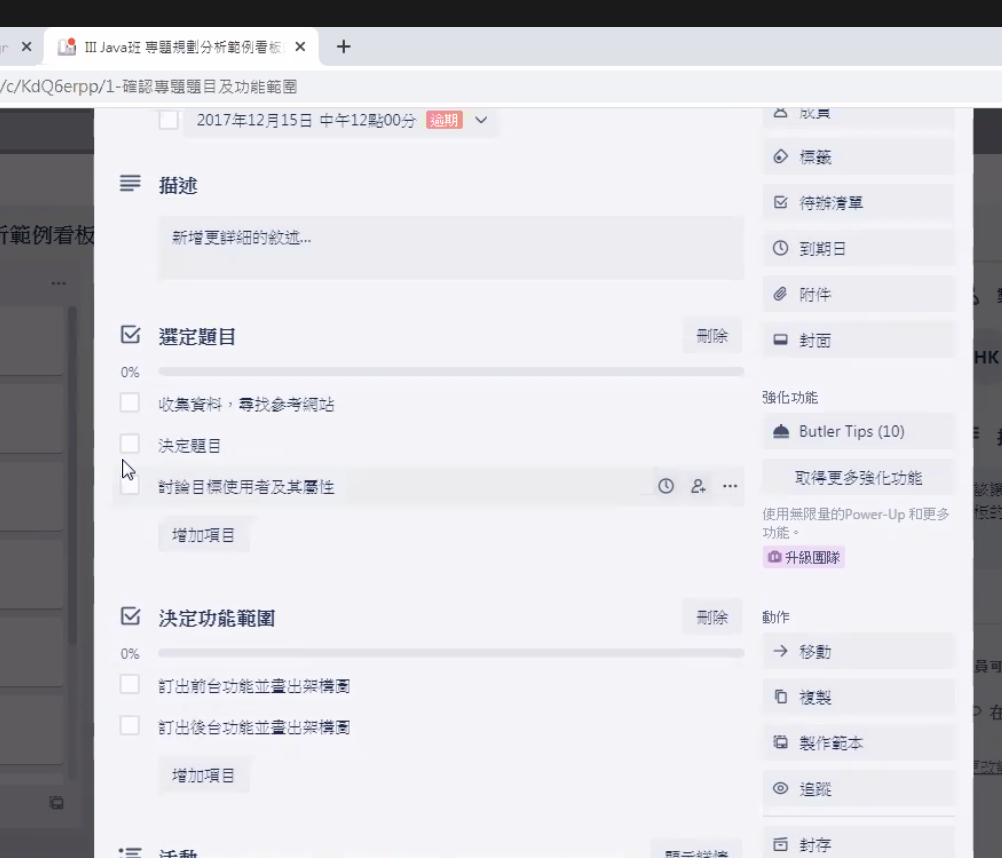 III Java班 專題規劃分析範例看板
/c/KdQ6erpp/1-確認專題題目及功能範圍
2017年12月15日 中午12點00分 逾期
描述
新增更詳細的敘述...
選定題目
刪除
0%
收集資料，尋找參考網站
決定題目
討論目標使用者及其屬性
增加項目
決定功能範圍
刪除
0%
訂出前台功能並畫出架構圖
訂出後台功能並畫出架構圖
增加項目
活動
顯示詳情
成員
標籤
待辦清單
到期日
附件
封面
強化功能
Butler Tips (10)
取得更多強化功能
使用無限量的Power-Up 和更多
功能。
升級團隊
動作
移動
複製
製作範本
追蹤
封存
範例看板
HK